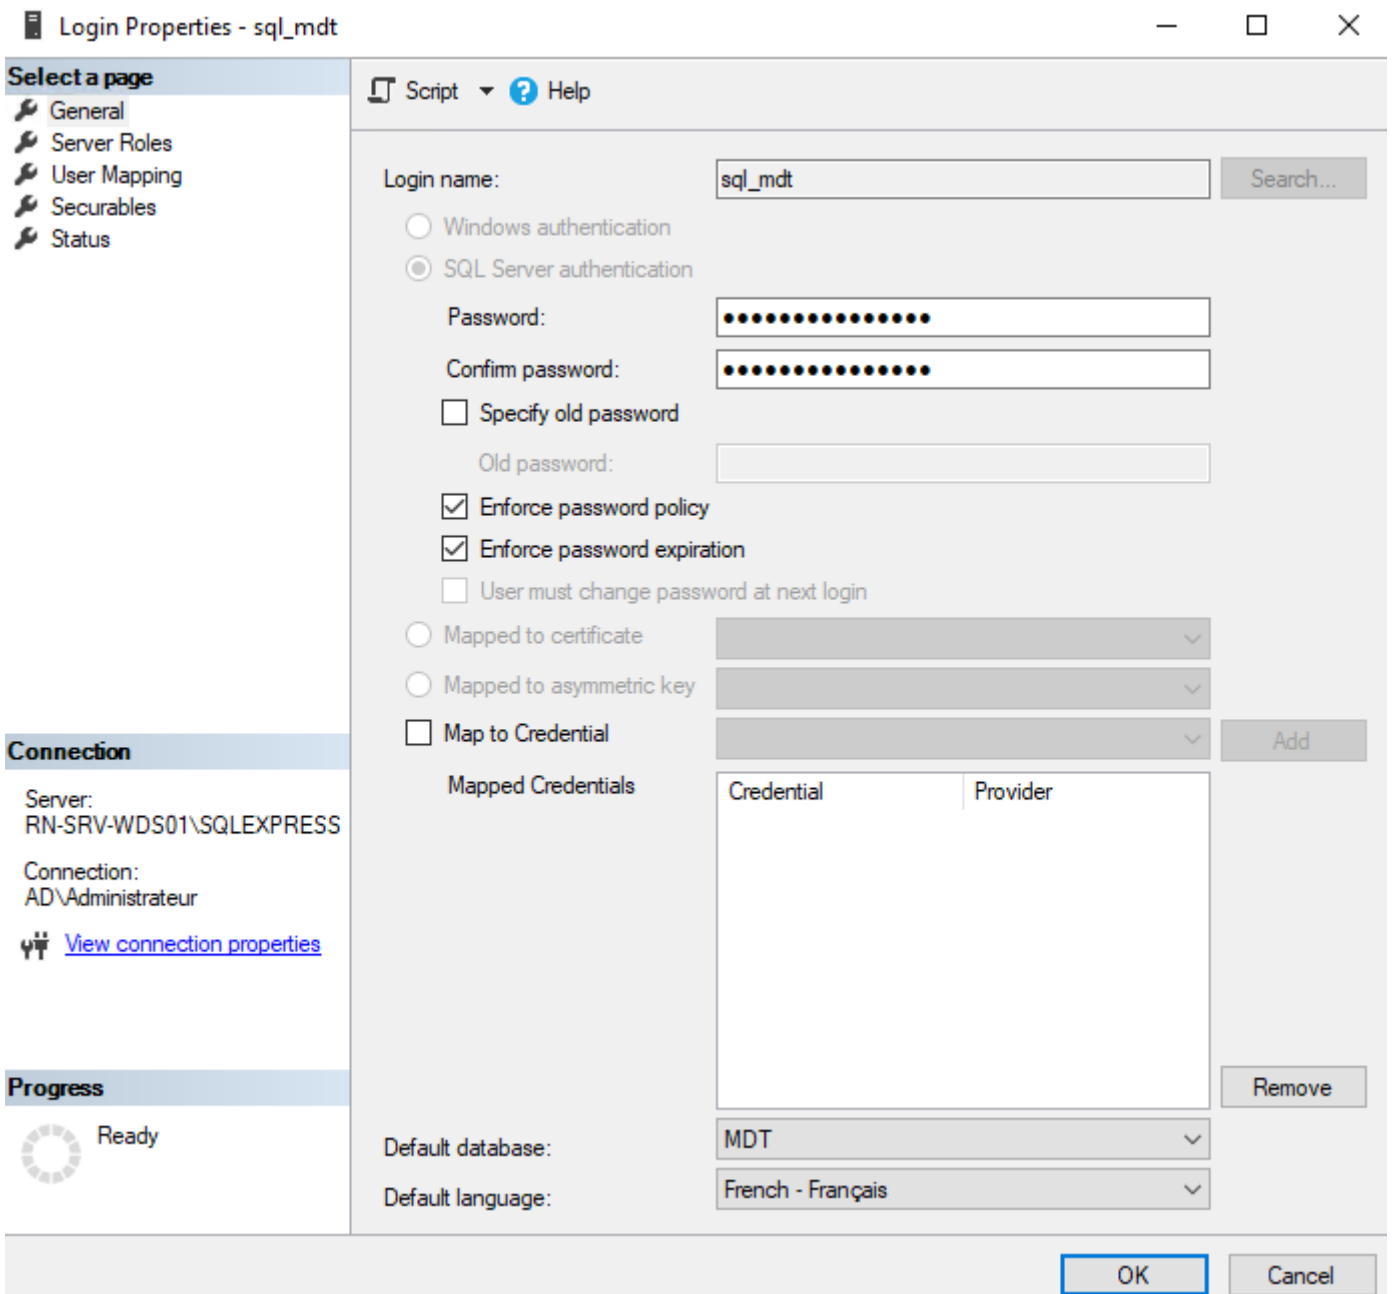 Login Properties - sql_mdt
Select a page
General
Server Roles
User Mapping
Securables
Status
Script
Help
Login name:
sql_mdt
Search...
Windows authentication
SQL Server authentication
Password:
●●●●●●●●●●●●●●●
Confirm password:
●●●●●●●●●●●●●●●
Specify old password
Old password:
Enforce password policy
Enforce password expiration
User must change password at next login
Mapped to certificate
Mapped to asymmetric key
Map to Credential
Add
Mapped Credentials
Credential
Provider
Remove
Default database:
MDT
Default language:
French - Français
Connection
Server:
RN-SRV-WDS01\SQLEXPRESS
Connection:
AD\Administrateur
View connection properties
Progress
Ready
OK
Cancel